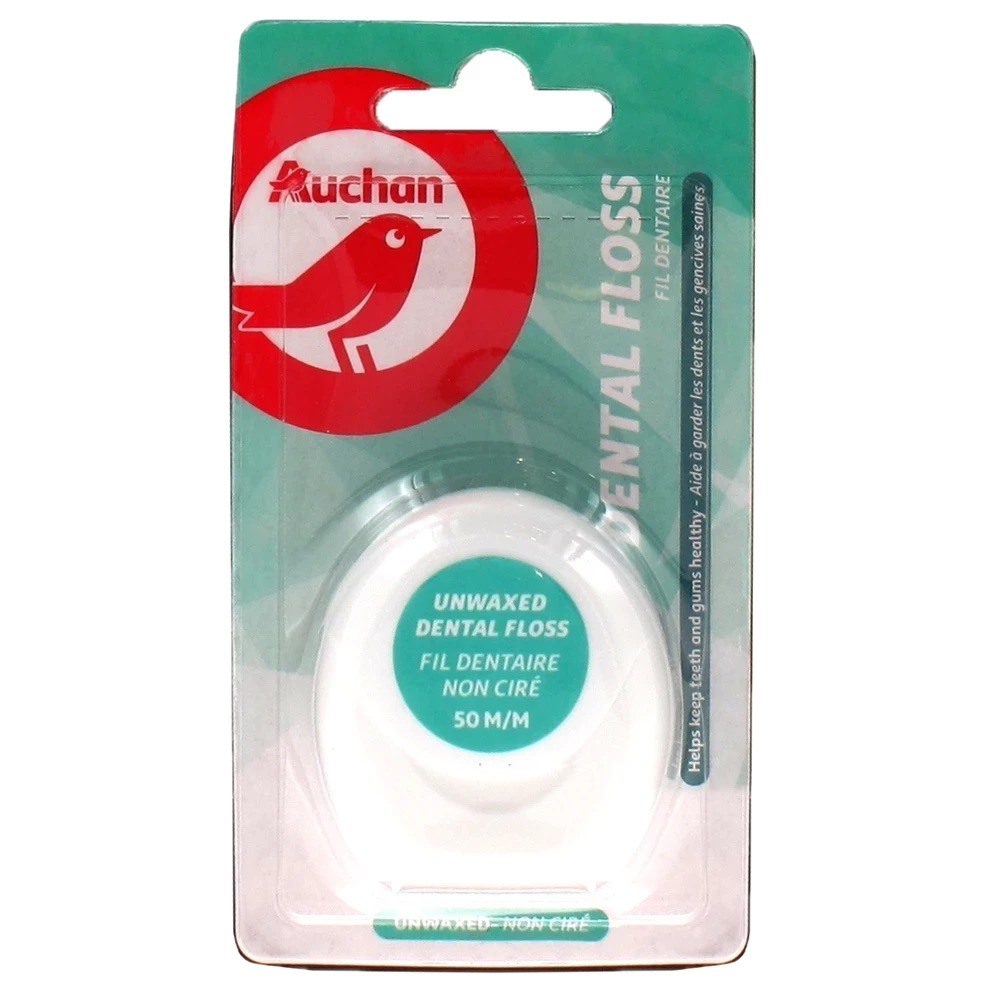 Auchan
DENTAL FLOSS
FIL DENTAIRE
Helps keep teeth and gums healthy - Aide à garder les dents et les gencives saines.
UNWAXED
DENTAL FLOSS
FIL DENTAIRE
NON CIRÉ
50 M/M
UNWAXED- NON CIRÉ